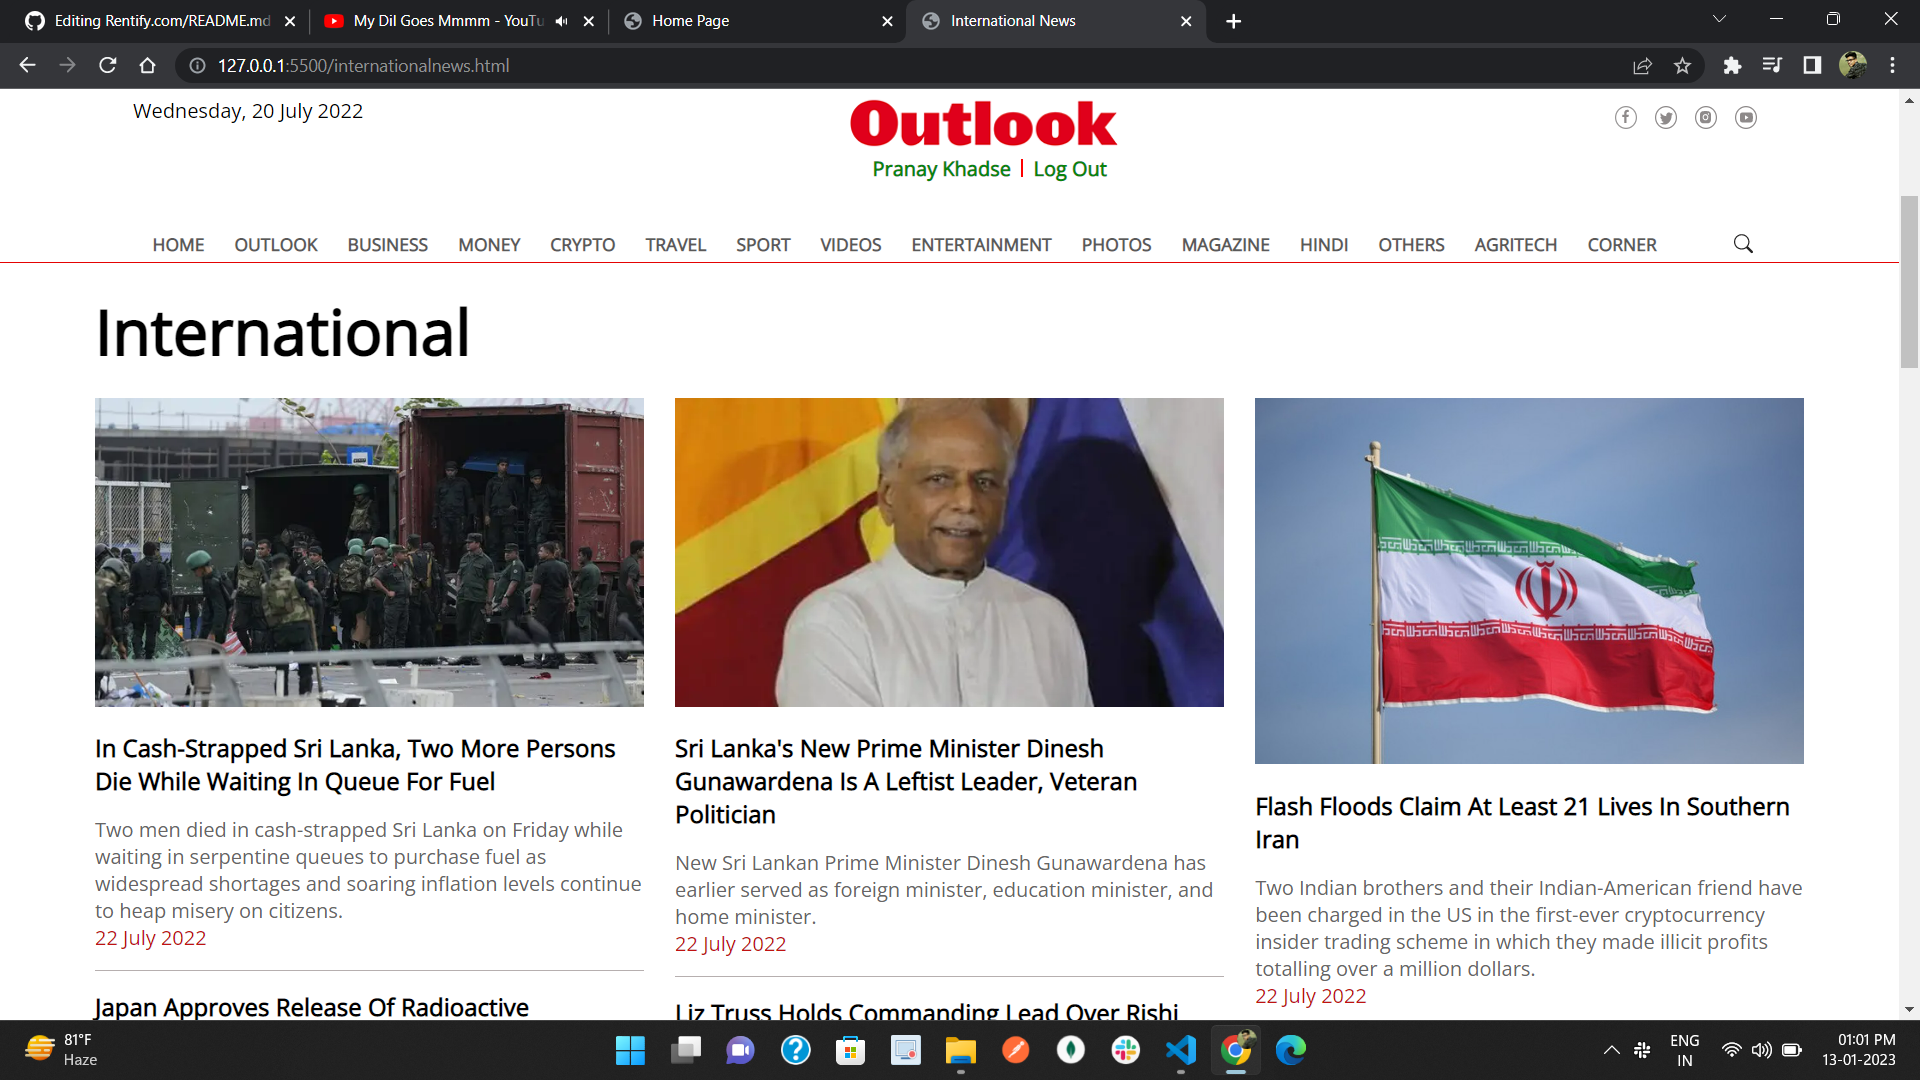 Editing Rentify.com/README.md
My Dil Goes Mmmm - YouTu
Home Page
International News
127.0.0.1:5500/internationalnews.html
Wednesday, 20 July 2022
Outlook
Pranay Khadse | Log Out
HOME OUTLOOK BUSINESS MONEY CRYPTO TRAVEL SPORT VIDEOS ENTERTAINMENT PHOTOS MAGAZINE HINDI OTHERS AGRITECH CORNER
International
In Cash-Strapped Sri Lanka, Two More Persons
Die While Waiting In Queue For Fuel
Two men died in cash-strapped Sri Lanka on Friday while
waiting in serpentine queues to purchase fuel as
widespread shortages and soaring inflation levels continue
to heap misery on citizens.
22 July 2022
Japan Approves Release Of Radioactive
Sri Lanka's New Prime Minister Dinesh
Gunawardena Is A Leftist Leader, Veteran
Politician
New Sri Lankan Prime Minister Dinesh Gunawardena has
earlier served as foreign minister, education minister, and
home minister.
22 July 2022
Liz Truss Holds Commanding Lead Over Rishi
Flash Floods Claim At Least 21 Lives In Southern
Iran
Two Indian brothers and their Indian-American friend have
been charged in the US in the first-ever cryptocurrency
insider trading scheme in which they made illicit profits
totalling over a million dollars.
22 July 2022
81°F
Haze
ENG
IN
01:01 PM
13-01-2023